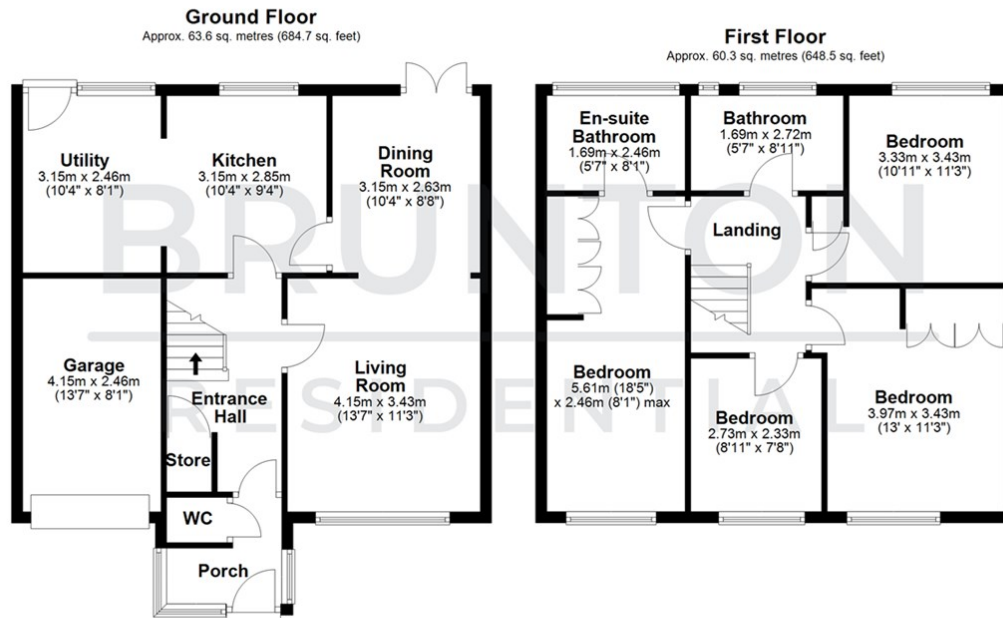 Ground Floor
Approx. 63.6 sq. metres (684.7 sq. feet)
Utility
3.15m x 2.46m
(10'4" x 8'1")
Kitchen
3.15m x 2.85m
(10'4" x 9'4")
Dining
Room
3.15m x 2.63m
(10'4" x 8'8")
Garage
4.15m x 2.46m
(13'7" x 8'1")
Entrance
Hall
Living
Room
4.15m x 3.43m
(13'7" x 11'3")
Store
WC
Porch
First Floor
Approx. 60.3 sq. metres (648.5 sq. feet)
En-suite
Bathroom
1.69m x 2.46m
(5'7" x 8'1")
Bathroom
1.69m x 2.72m
(5'7" x 8'11")
Bedroom
3.33m x 3.43m
(10'11" x 11'3")
Landing
Bedroom
5.61m (18'5")
x 2.46m (8'1") max
Bedroom
2.73m x 2.33m
(8'11" x 7'8")
Bedroom
3.97m x 3.43m
(13' x 11'3")
BRUNTON
RESIDENTIAL